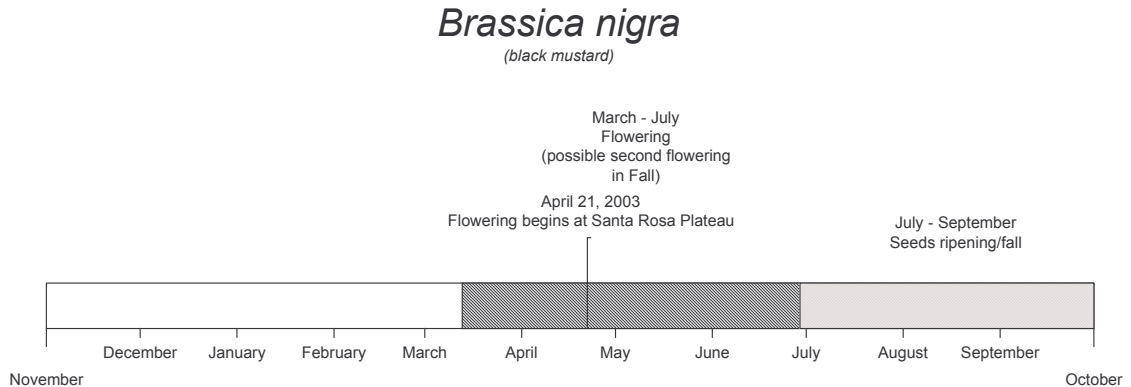 Brassica nigra
(black mustard)
March - July
Flowering
(possible second flowering
in Fall)
April 21, 2003
Flowering begins at Santa Rosa Plateau
July - September
Seeds ripening/fall
December January February March April May June July August September
November October